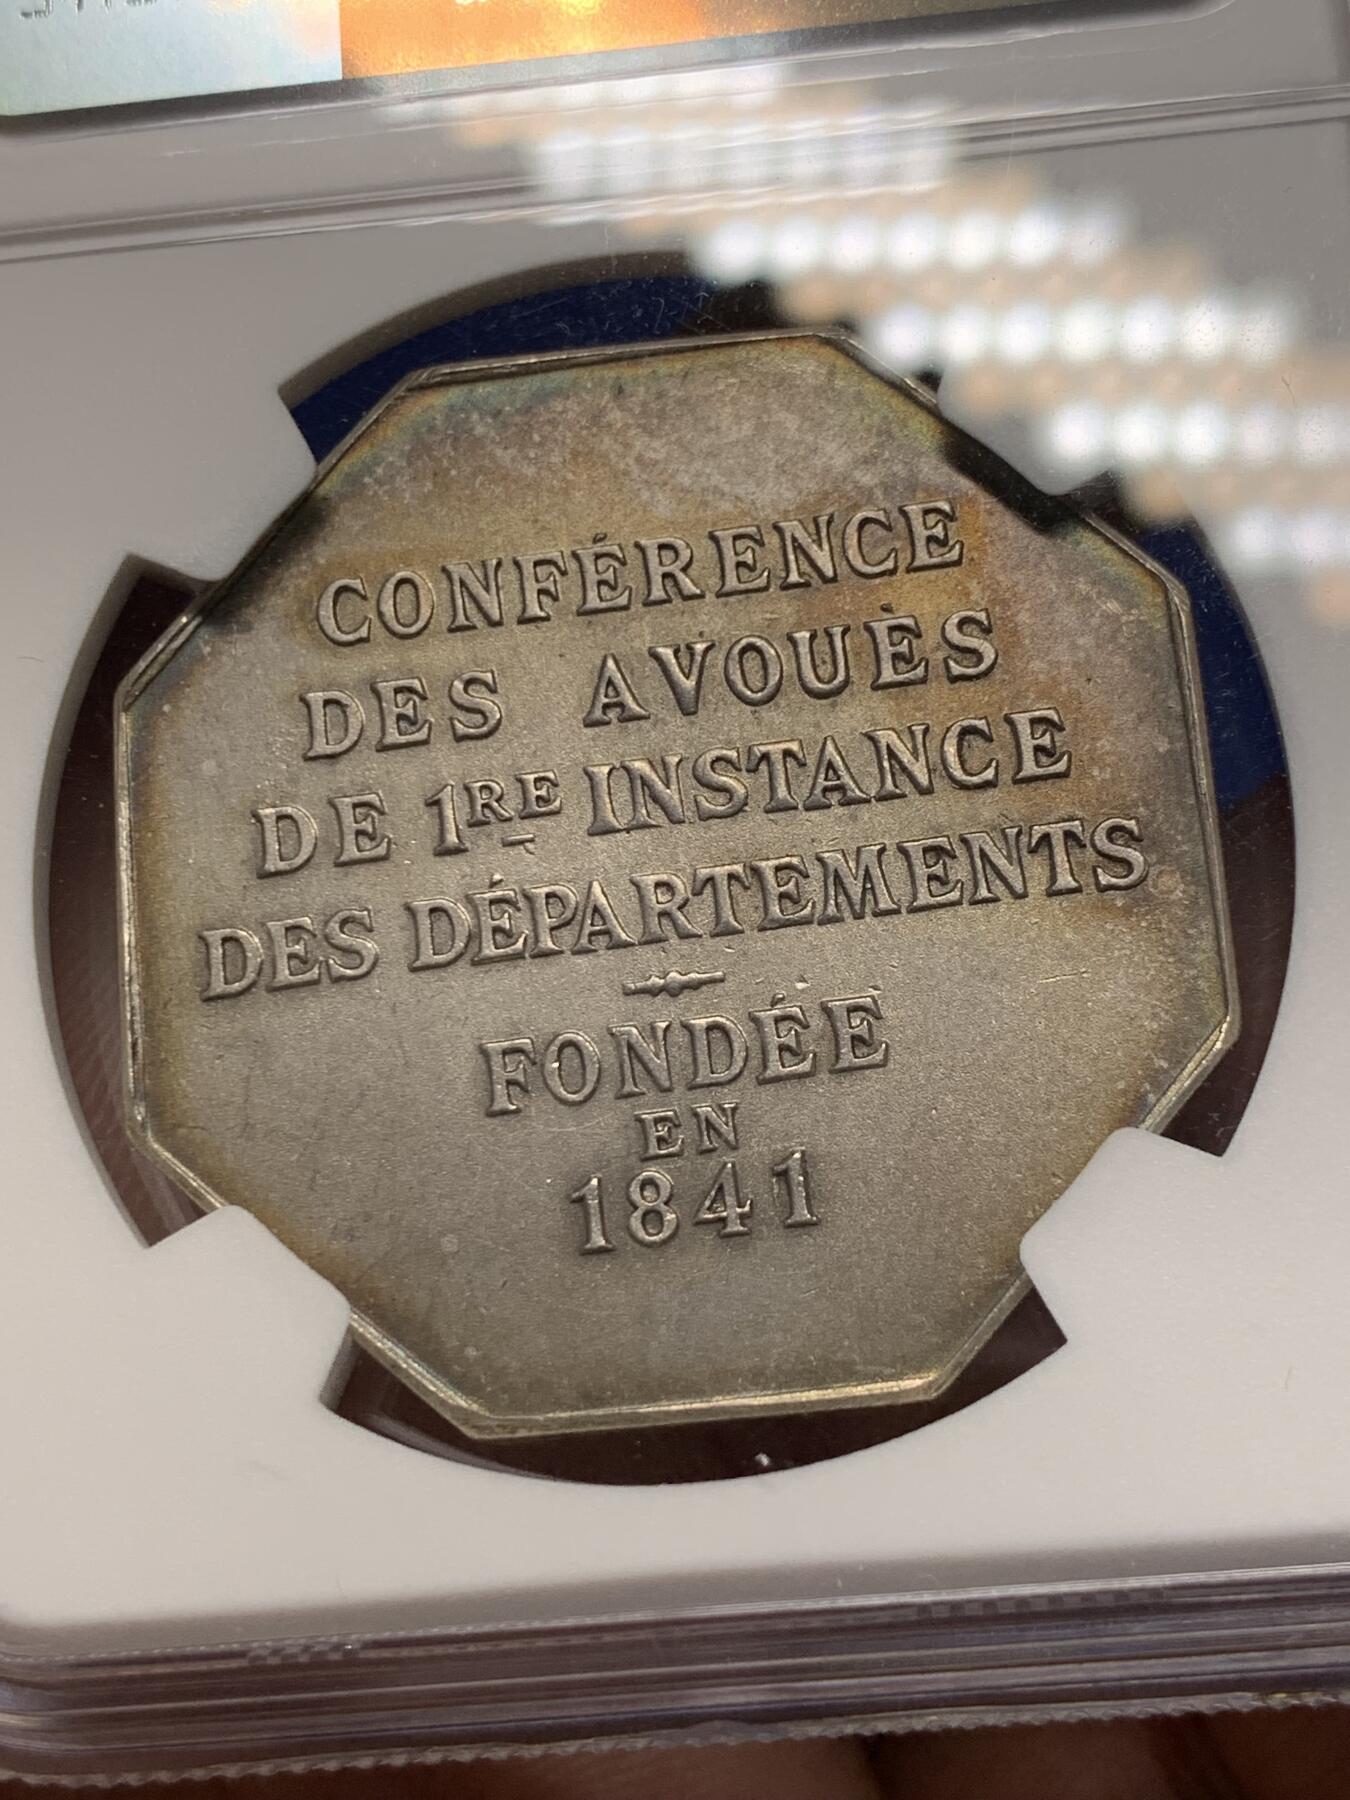 CONFÉRENCE
DES AVOUÉS
DE 1RE INSTANCE
DES DÉPARTEMENTS
FONDÉE
EN
1841